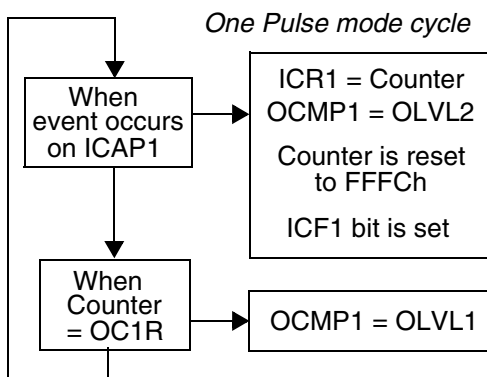 One Pulse mode cycle
When
event occurs
on ICAP1
ICR1 = Counter
OCMP1 = OLVL2
Counter is reset
to FFFCh
ICF1 bit is set
When
Counter
= OC1R
OCMP1 = OLVL1